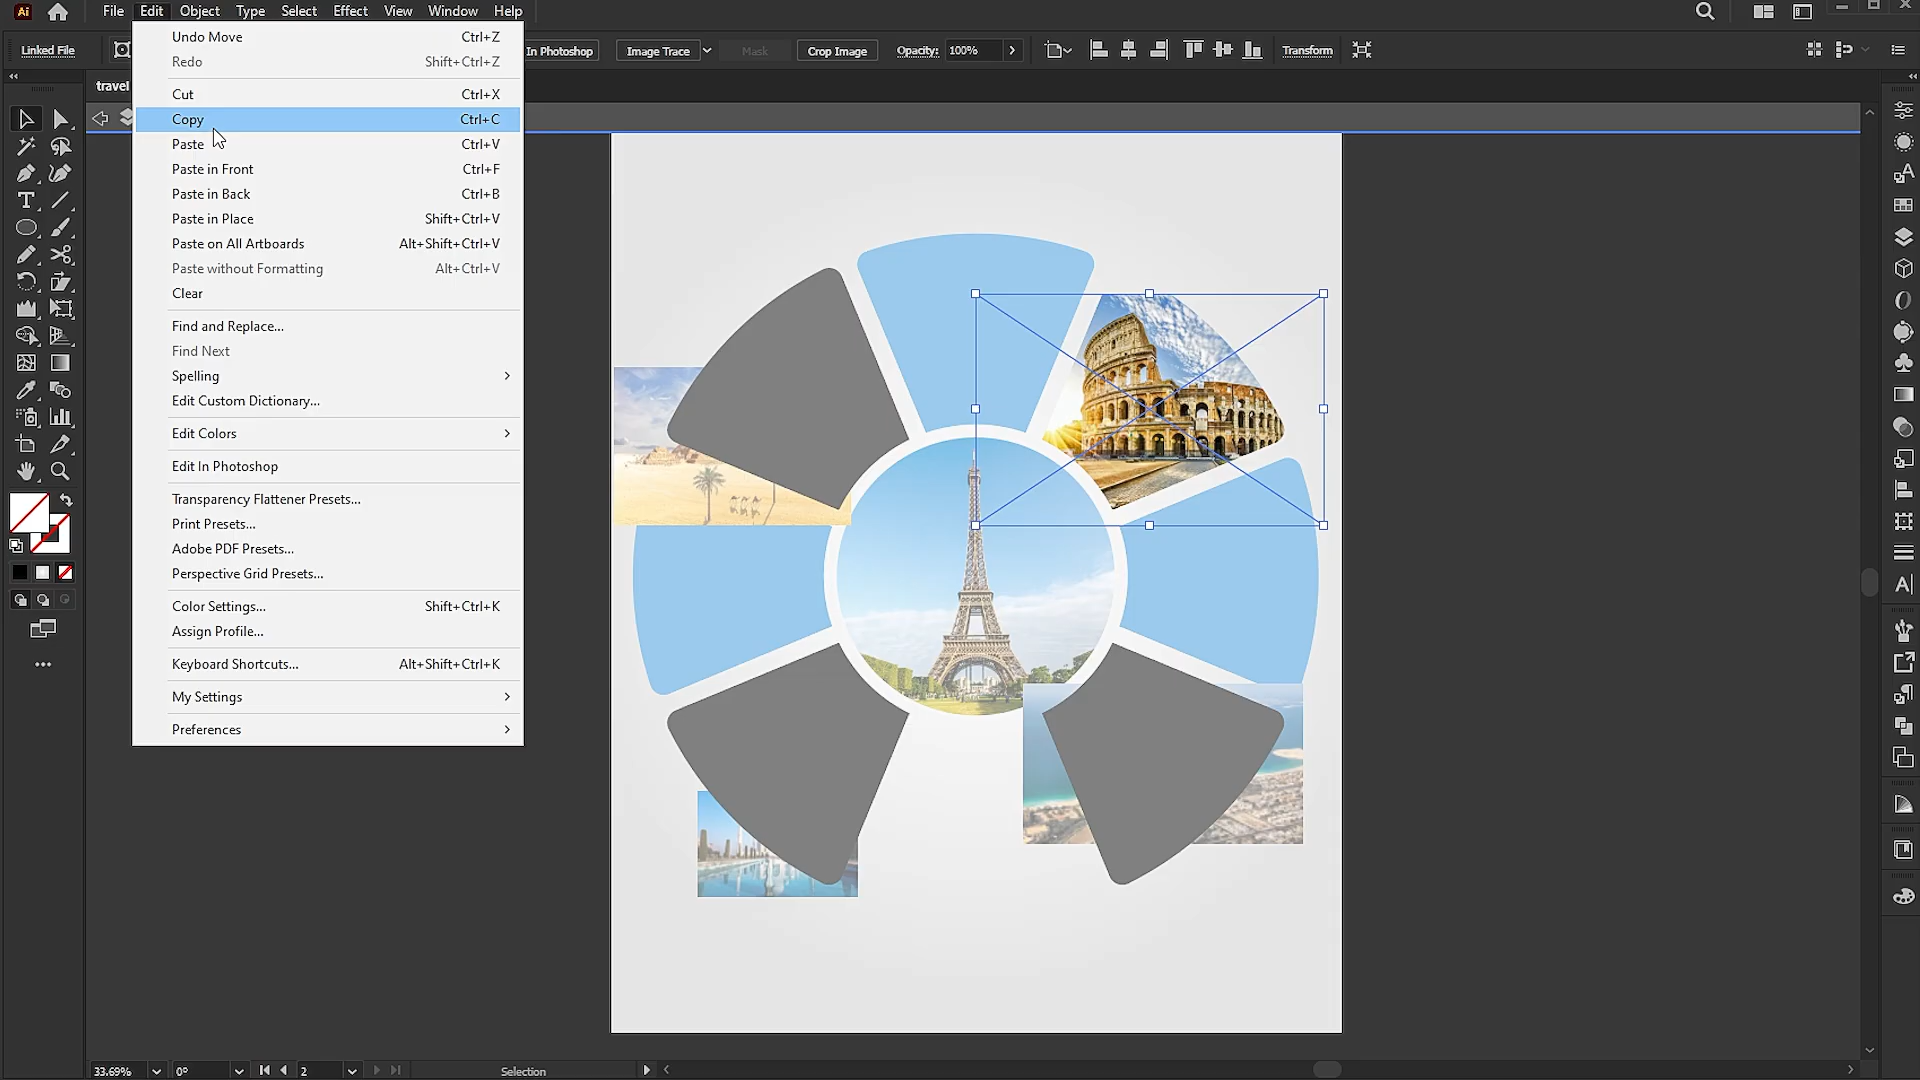 Ai File Edit Object Type Select Effect View Window Help
Linked File In Photoshop Image Trace Mask Crop Image Opacity: 100% Transform
travel
Undo Move Ctrl+Z
Redo Shift+Ctrl+Z
Cut Ctrl+X
Copy Ctrl+C
Paste Ctrl+V
Paste in Front Ctrl+F
Paste in Back Ctrl+B
Paste in Place Shift+Ctrl+V
Paste on All Artboards Alt+Shift+Ctrl+V
Paste without Formatting Alt+Ctrl+V
Clear
Find and Replace...
Find Next
Spelling
Edit Custom Dictionary...
Edit Colors
Edit In Photoshop
Transparency Flattener Presets...
Print Presets...
Adobe PDF Presets...
Perspective Grid Presets...
Color Settings... Shift+Ctrl+K
Assign Profile...
Keyboard Shortcuts... Alt+Shift+Ctrl+K
My Settings
Preferences
33.69% 0° 2 Selection